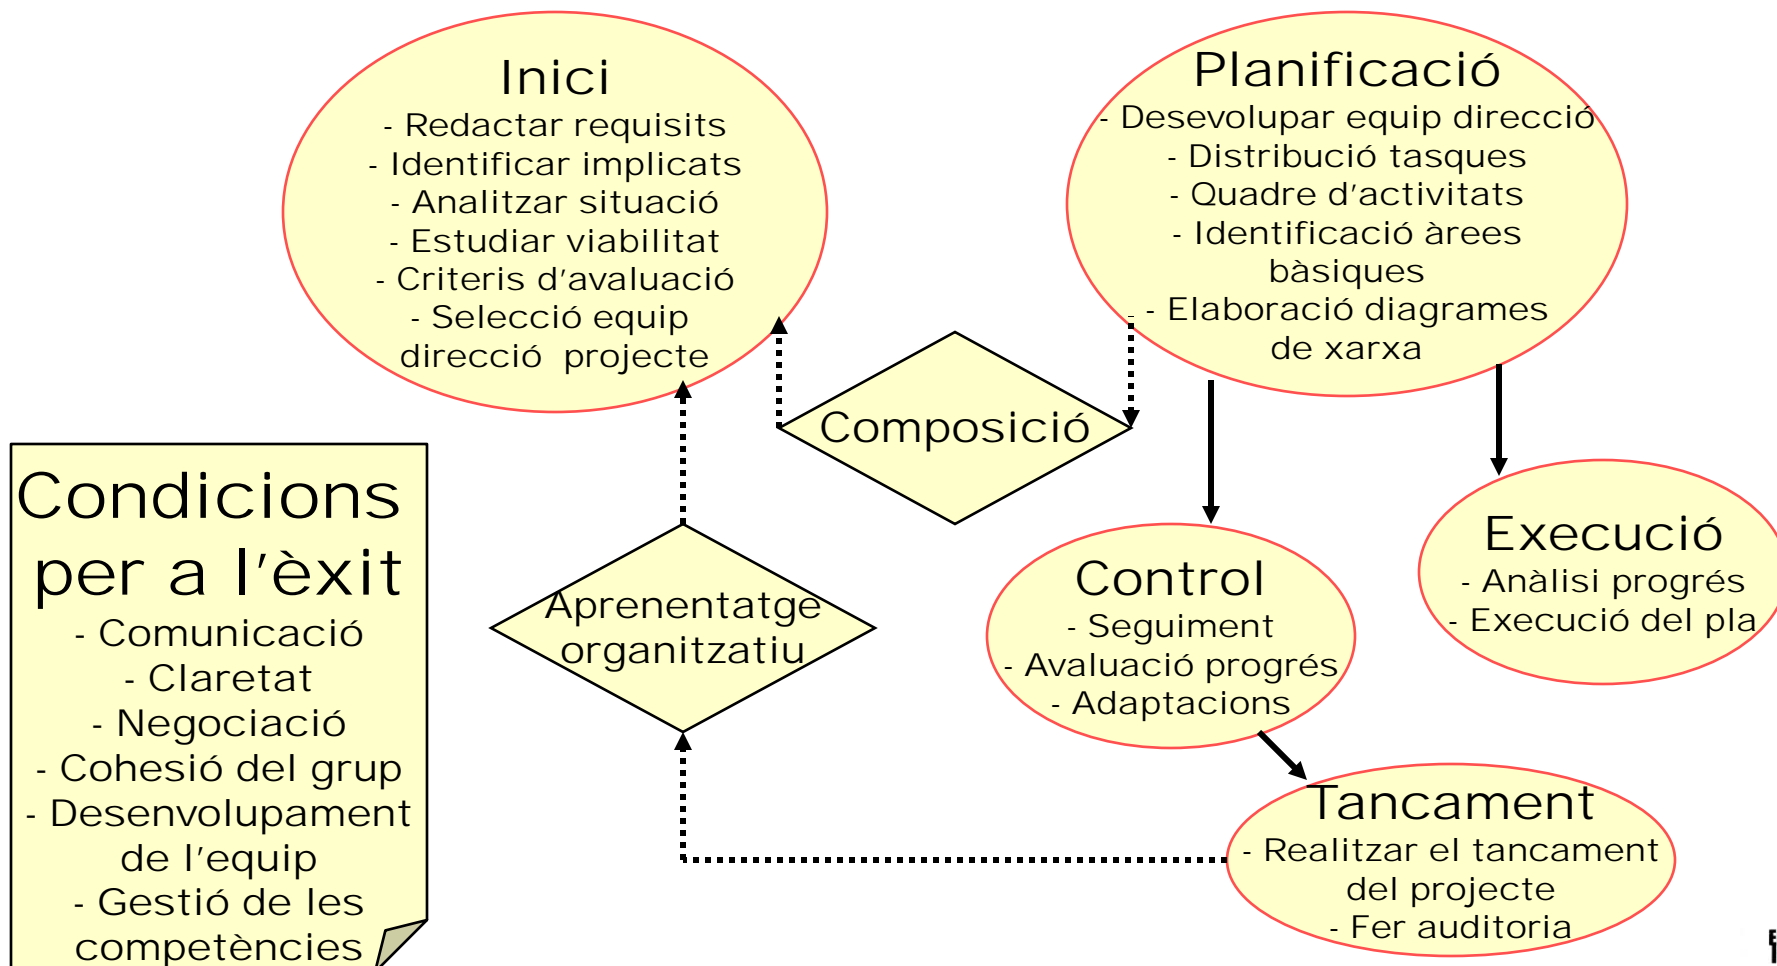 Inici
- Redactar requisits
- Identificar implicats
- Analitzar situació
- Estudiar viabilitat
- Criteris d'avaluació
- Selecció equip
direcció projecte
Planificació
- Desevolupar equip direcció
- Distribució tasques
- Quadre d'activitats
- Identificació àrees
bàsiques
- Elaboració diagrames
de xarxa
Composició
Condicions
per a l'èxit
- Comunicació
- Claretat
- Negociació
- Cohesió del grup
- Desenvolupament
de l'equip
- Gestió de les
competències
Aprenentatge
organitzatiu
Control
- Seguiment
- Avaluació progrés
- Adaptacions
Execució
- Anàlisi progrés
- Execució del pla
Tancament
- Realitzar el tancament
del projecte
- Fer auditoria